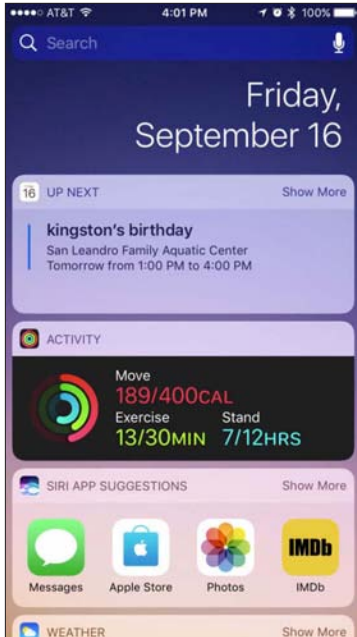 AT&T 4:01 PM 100%
Search
Friday,
September 16
16 UP NEXT Show More
kingston's birthday
San Leandro Family Aquatic Center
Tomorrow from 1:00 PM to 4:00 PM
ACTIVITY
Move
189/400CAL
Exercise Stand
13/30MIN 7/12HRS
SIRI APP SUGGESTIONS Show More
IMDb
Messages Apple Store Photos IMDb
WEATHER Show More